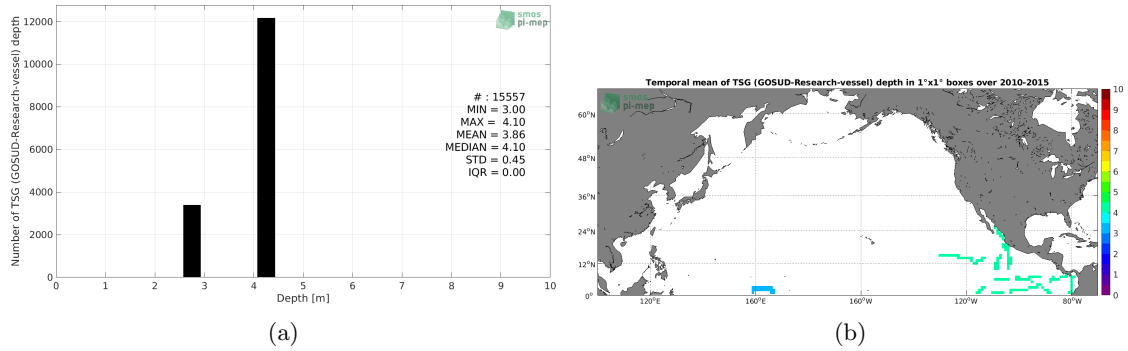 smos
pi-mep
Number of TSG (GOSUD-Research-vessel) depth
12000
10000
8000
6000
4000
2000
0
# : 15557
MIN = 3.00
MAX = 4.10
MEAN = 3.86
MEDIAN = 4.10
STD = 0.45
IQR = 0.00
0 1 2 3 4 5 6 7 8 9 10
Depth [m]
(a)
Temporal mean of TSG (GOSUD-Research-vessel) depth in 1°x1° boxes over 2010-2015
smos
pi-mep
60°N
48°N
36°N
24°N
12°N
0°
120°E 160°E 160°W 120°W 80°W
10
9
8
7
6
5
4
3
2
1
0
(b)